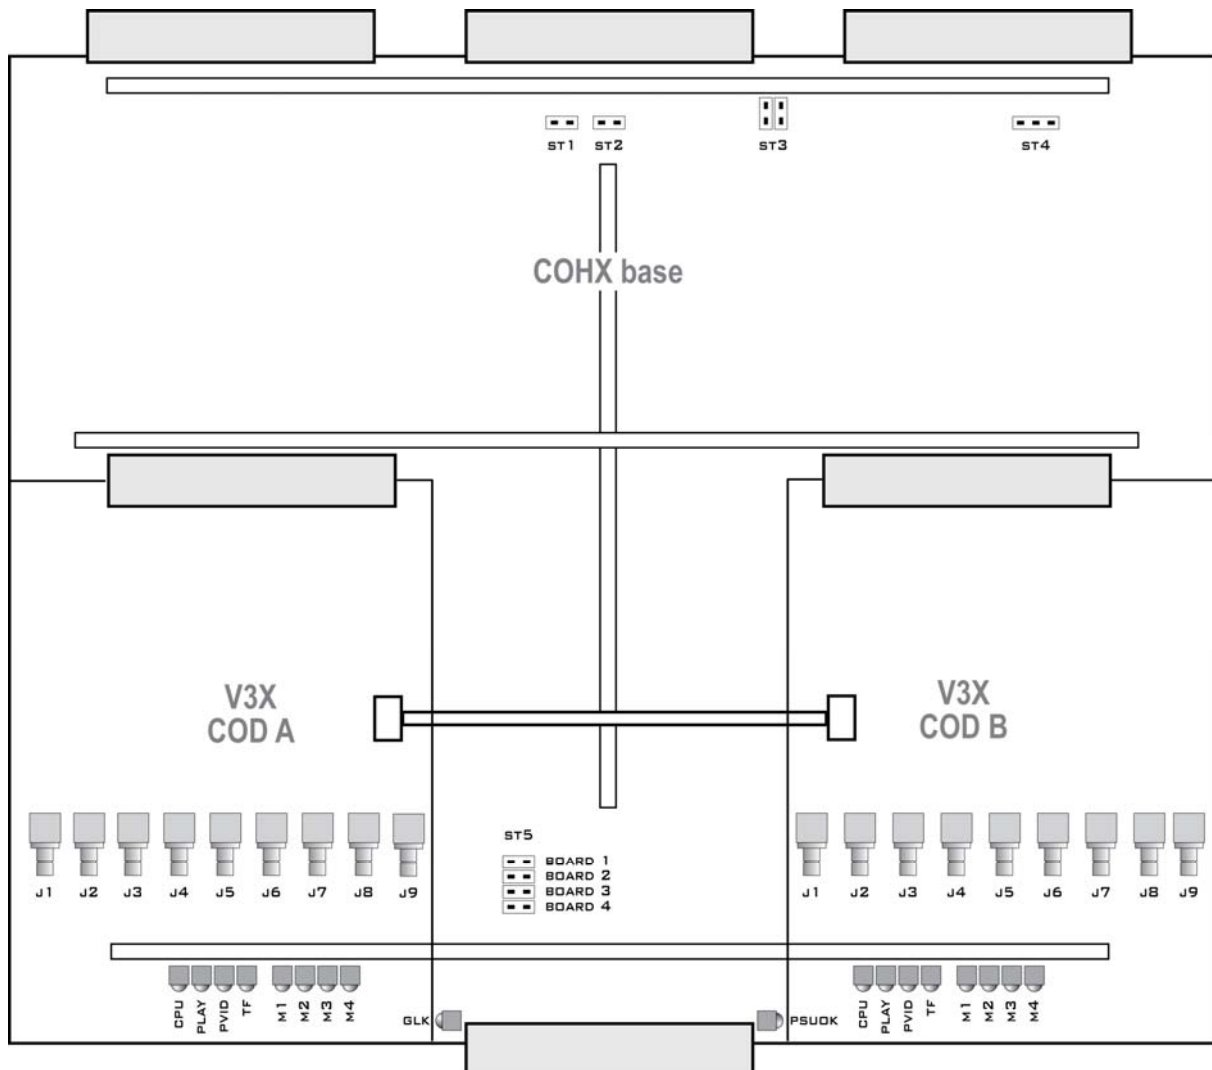 ST1 ST2 ST3 ST4
COHX base
V3X
COD A
V3X
COD B
ST5
BOARD 1
BOARD 2
BOARD 3
BOARD 4
J1 J2 J3 J4 J5 J6 J7 J8 J9
J1 J2 J3 J4 J5 J6 J7 J8 J9
CPU PLAY PVID TF M1 M2 M3 M4
GLK
PSUOK
CPU PLAY PVID TF M1 M2 M3 M4